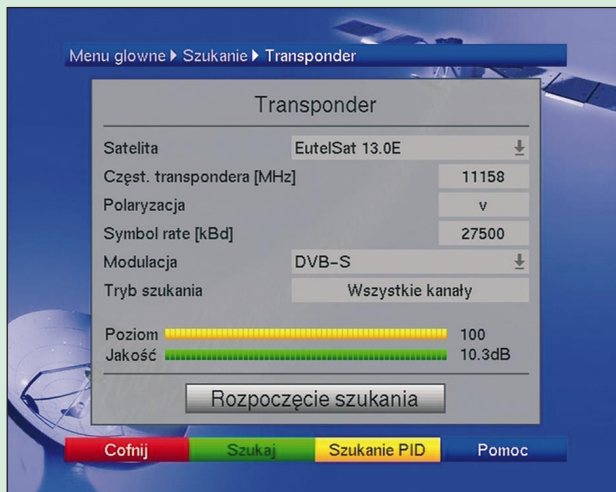 Menu glowne Szukanie Transponder
Transponder
Satelita EutelSat 13.0E
Częst. transpondera [MHz] 11158
Polaryzacja v
Symbol rate [kBd] 27500
Modulacja DVB-S
Tryb szukania Wszystkie kanały
Poziom 100
Jakość 10.3dB
Rozpoczęcie szukania
Cofnij Szukaj Szukanie PID Pomoc